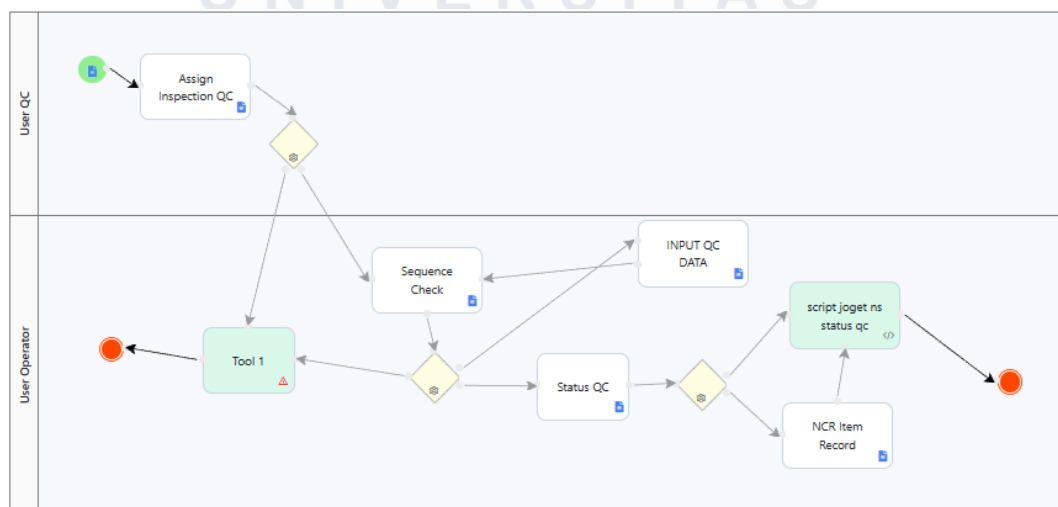 UNIVERSITAS
User QC
Assign
Inspection QC
User Operator
Sequence
Check
INPUT QC
DATA
script joget ns
status qc
Tool 1
Status QC
NCR Item
Record